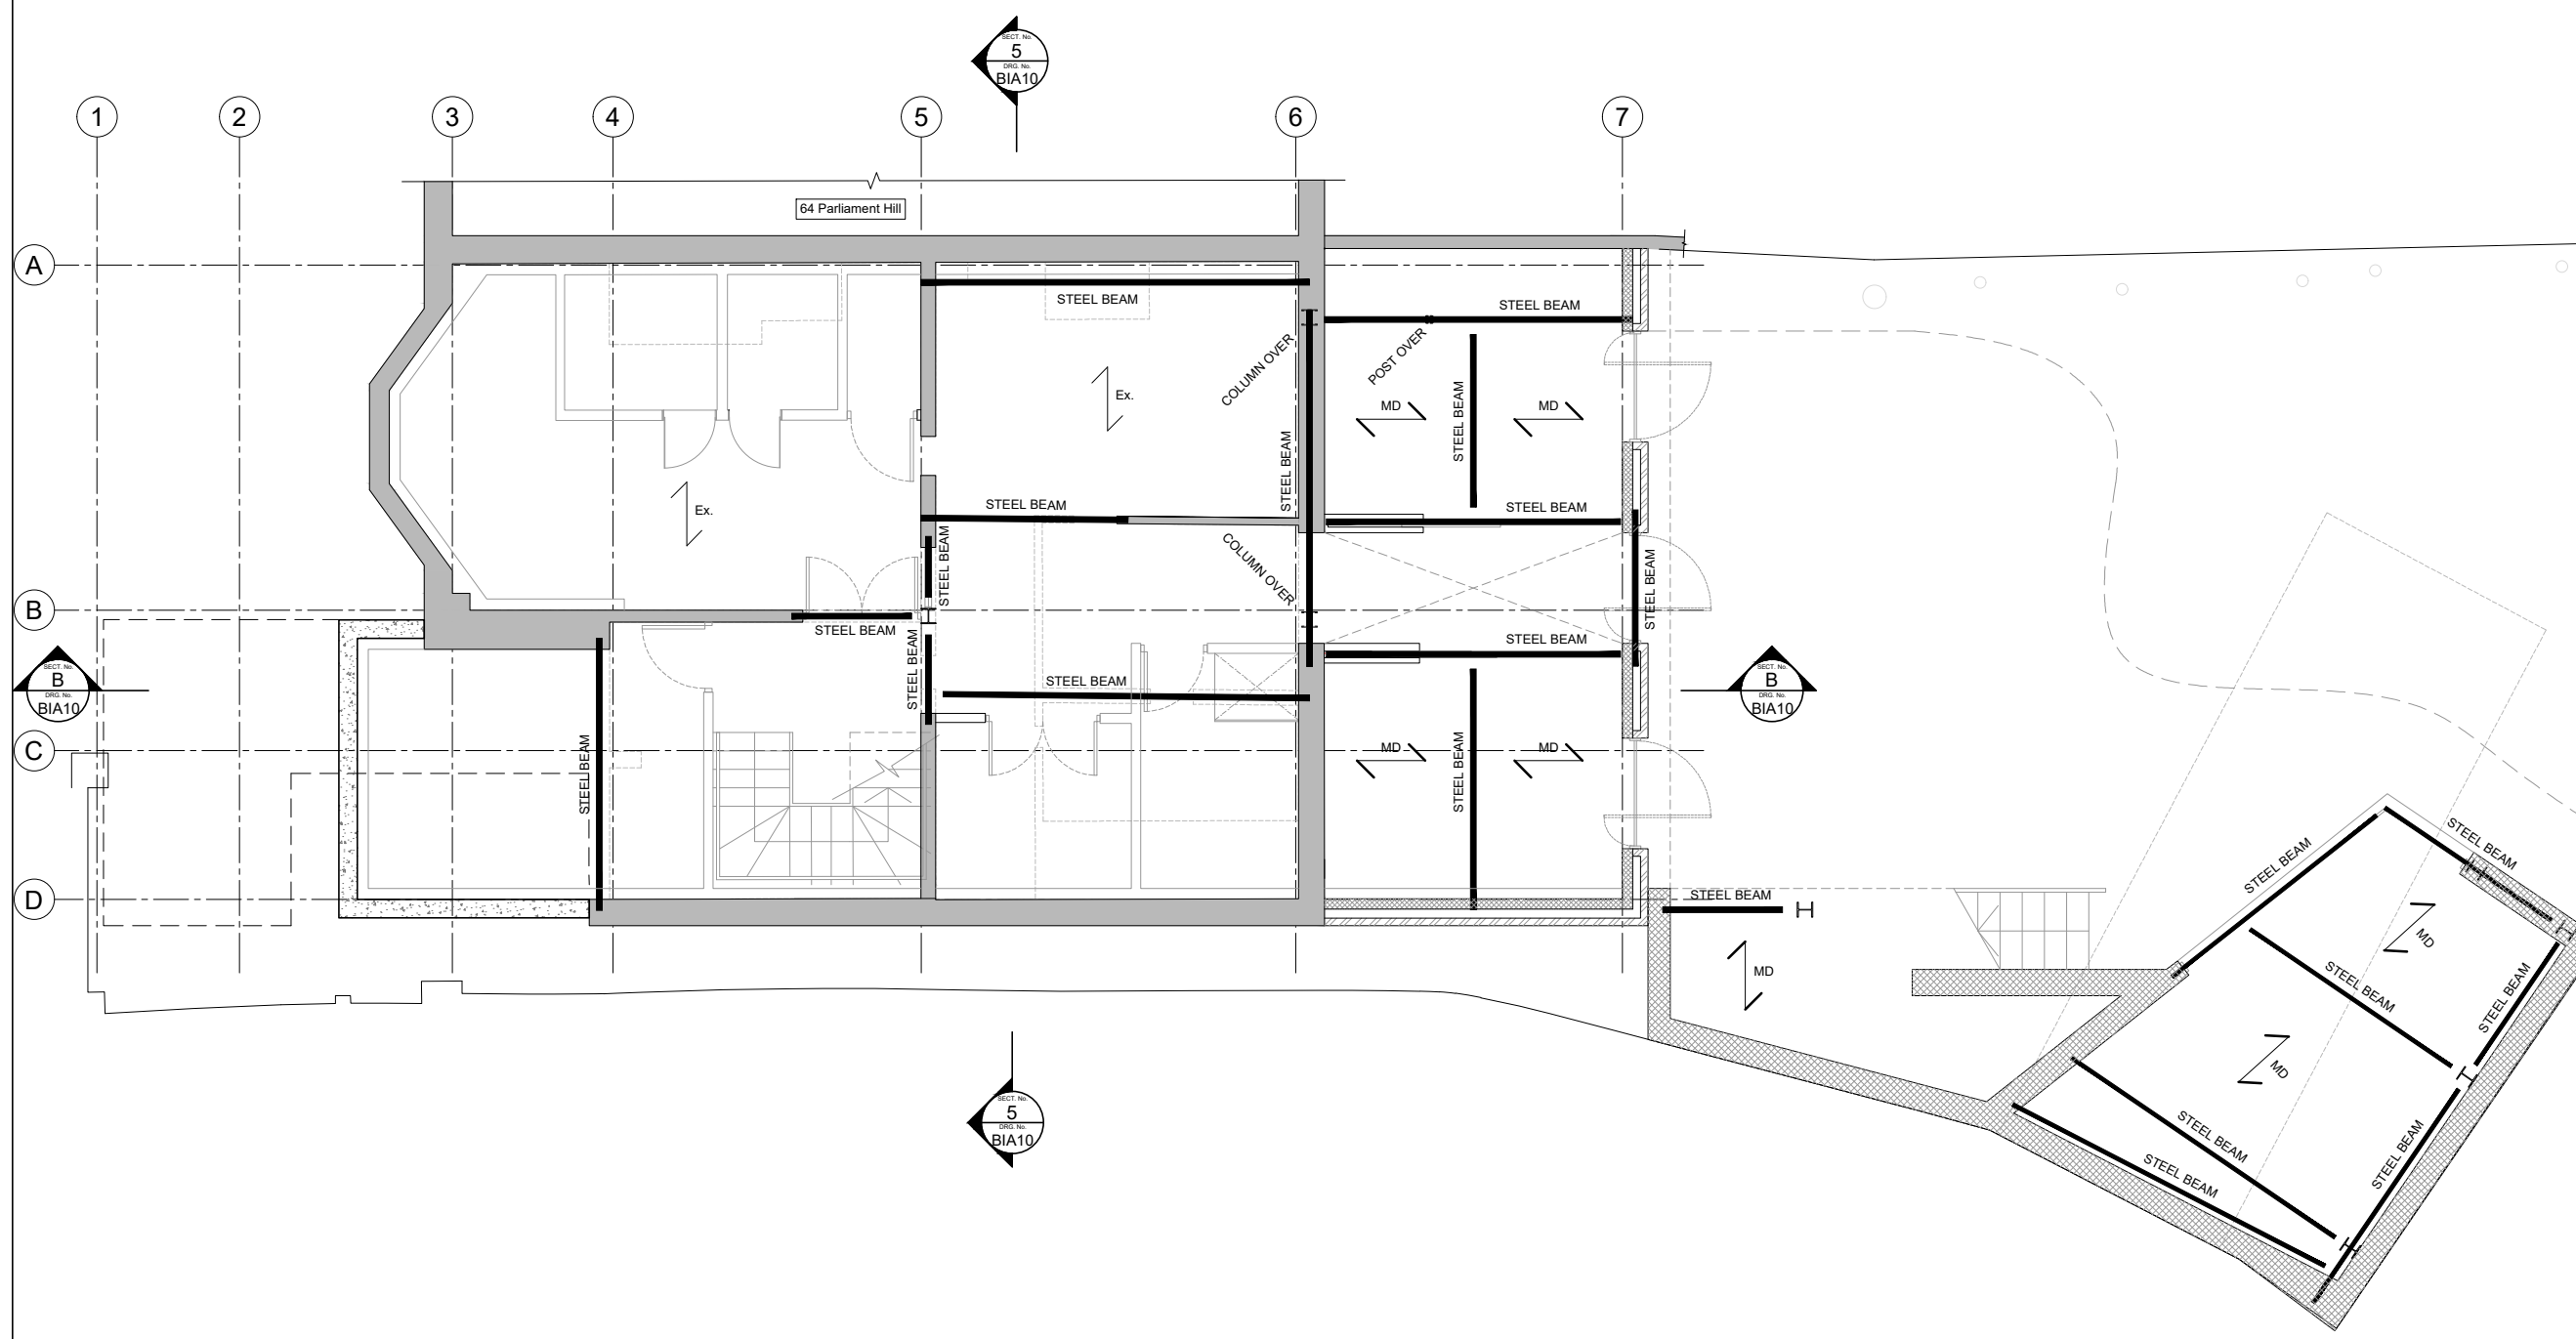 SECT. No.
5
DRG. No.
BIA10
1
2
3
4
5
6
7
64 Parliament Hill
A
STEEL BEAM
STEEL BEAM
COLUMN OVER
POST OVER
Ex.
MD
MD
STEEL BEAM
STEEL BEAM
Ex.
STEEL BEAM
STEEL BEAM
STEEL BEAM
COLUMN OVER
STEEL BEAM
B
STEEL BEAM
STEEL BEAM
STEEL BEAM
STEEL BEAM
SECT. No.
B
DRG. No.
BIA10
SECT. No.
B
DRG. No.
BIA10
C
STEEL BEAM
MD
MD
STEEL BEAM
D
STEEL BEAM
MD
STEEL BEAM
STEEL BEAM
MD
STEEL BEAM
STEEL BEAM
MD
STEEL BEAM
STEEL BEAM
STEEL BEAM
SECT. No.
5
DRG. No.
BIA10